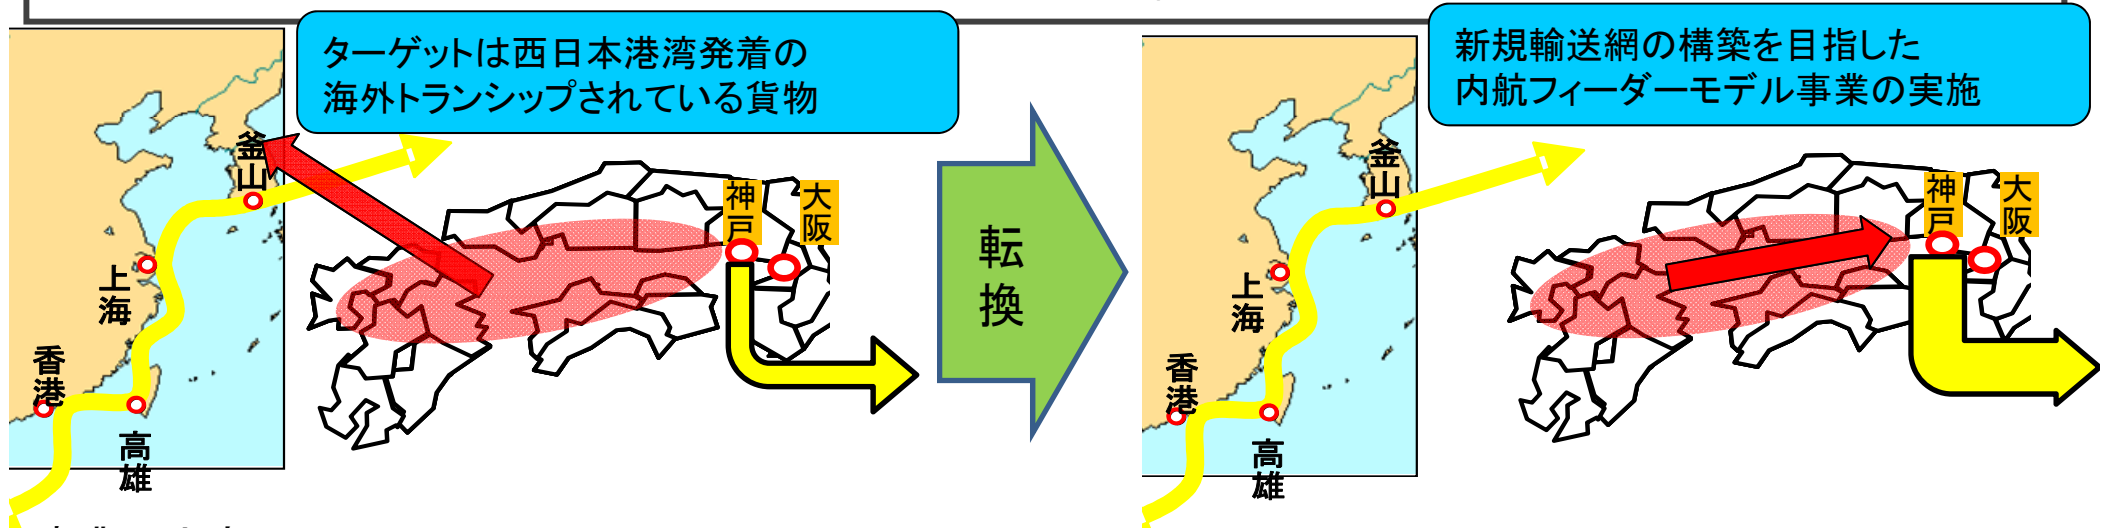 ターゲットは西日本港湾発着の
海外トランシップされている貨物
釜山
上海
香港
高雄
神戸
大阪
転換
新規輸送網の構築を目指した
内航フィーダーモデル事業の実施
釜山
上海
香港
高雄
神戸
大阪